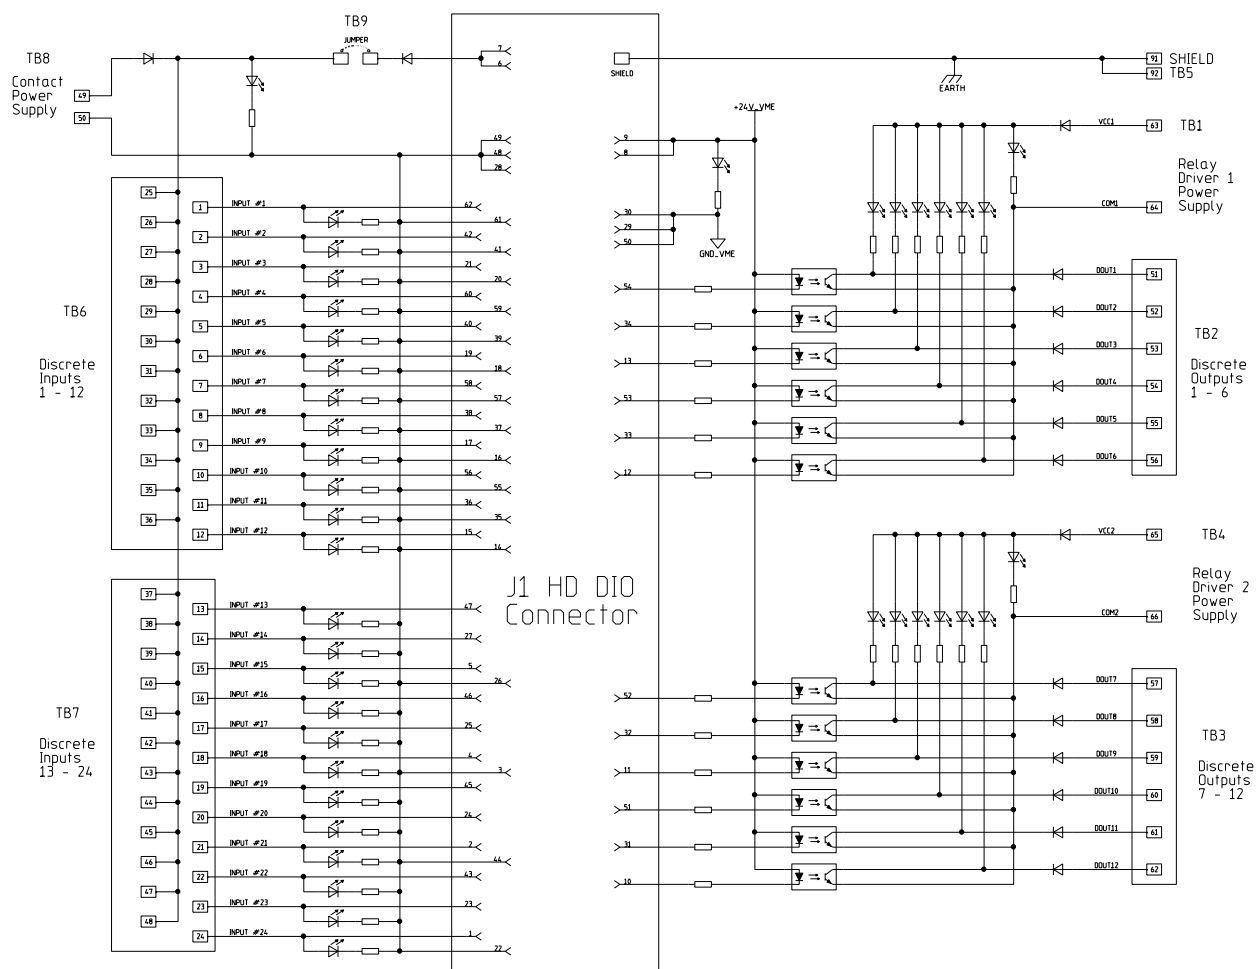 TB9
JUMPER
TB8
Contact
Power
Supply
49
50
7
6
49
48
28
SHIELD
EARTH
91 SHIELD
92 TB5
+24V_VME
9
8
30
29
50
GND_VME
VCC1 63 TB1
Relay
Driver 1
Power
Supply
COM1 64
TB6
Discrete
Inputs
1 - 12
25
1 INPUT #1 62
26 61
2 INPUT #2 42
27 41
3 INPUT #3 21
28 20
4 INPUT #4 60
29 59
5 INPUT #5 40
30 39
6 INPUT #6 19
31 18
7 INPUT #7 58
32 57
8 INPUT #8 38
33 37
9 INPUT #9 17
34 16
10 INPUT #10 56
35 55
11 INPUT #11 36
36 35
12 INPUT #12 15
14
54 DOUT1 51
34 DOUT2 52
13 DOUT3 53
53 DOUT4 54
33 DOUT5 55
12 DOUT6 56
TB2
Discrete
Outputs
1 - 6
J1 HD DIO
Connector
TB7
Discrete
Inputs
13 - 24
37
13 INPUT #13 47
38
14 INPUT #14 27
39
15 INPUT #15 5
40 26
16 INPUT #16 46
41
17 INPUT #17 25
42
18 INPUT #18 4
43 3
19 INPUT #19 45
44
20 INPUT #20 24
45
21 INPUT #21 2
46 44
22 INPUT #22 43
47
23 INPUT #23 23
48
24 INPUT #24 1
22
VCC2 65 TB4
Relay
Driver 2
Power
Supply
COM2 66
52 DOUT7 57
32 DOUT8 58
11 DOUT9 59
51 DOUT10 60
31 DOUT11 61
10 DOUT12 62
TB3
Discrete
Outputs
7 - 12